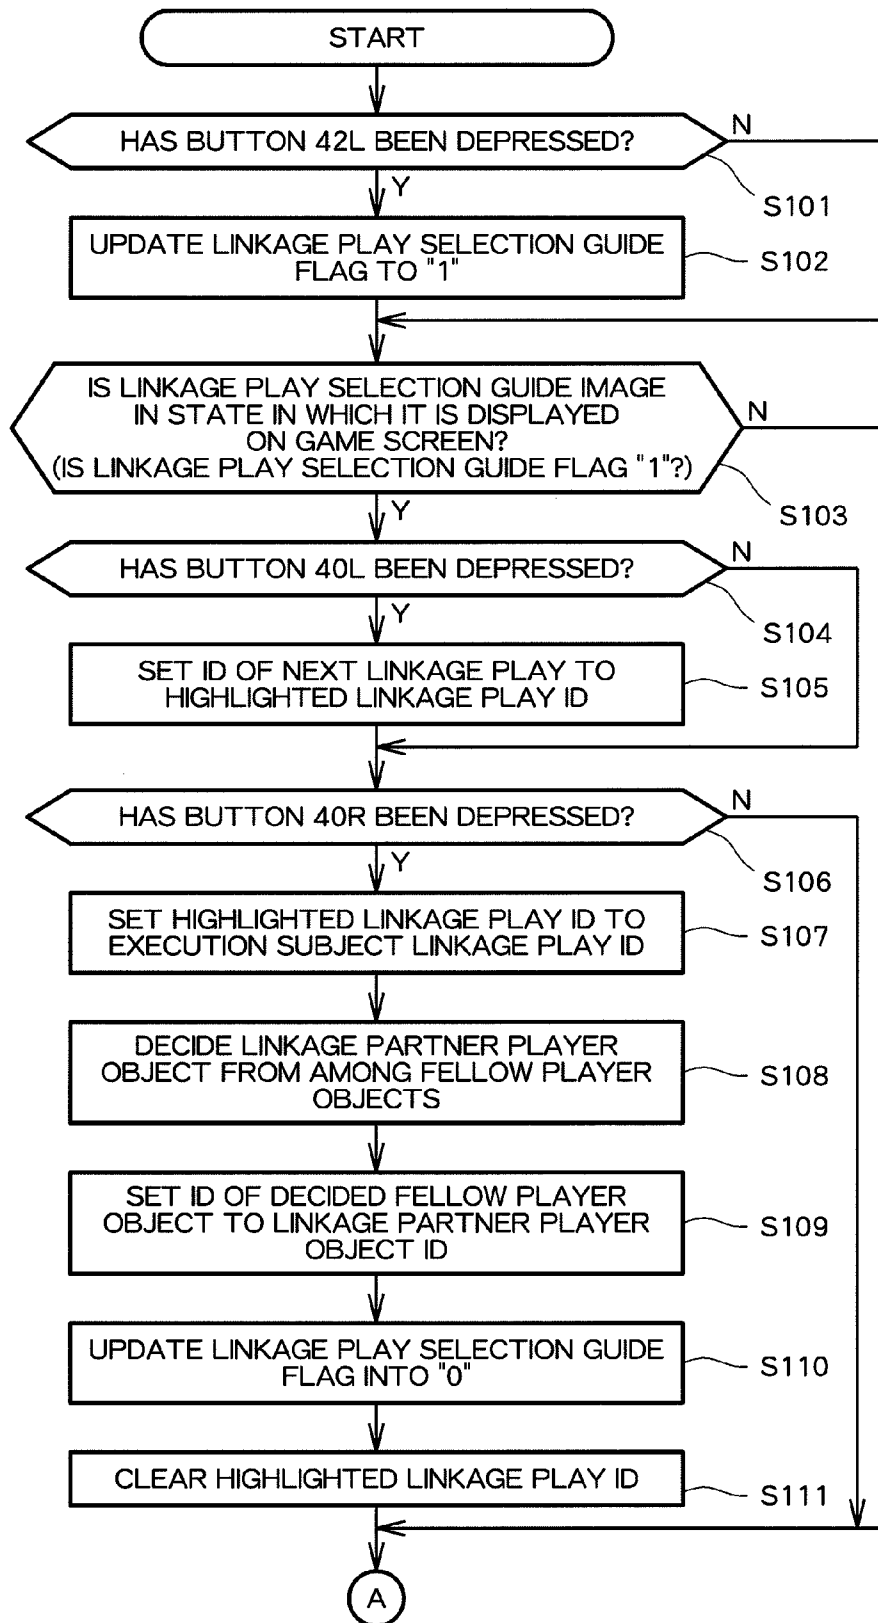 START
HAS BUTTON 42L BEEN DEPRESSED?
N
S101
Y
UPDATE LINKAGE PLAY SELECTION GUIDE
FLAG TO "1"
S102
IS LINKAGE PLAY SELECTION GUIDE IMAGE
IN STATE IN WHICH IT IS DISPLAYED
ON GAME SCREEN?
(IS LINKAGE PLAY SELECTION GUIDE FLAG "1"?)
N
S103
Y
HAS BUTTON 40L BEEN DEPRESSED?
N
S104
Y
SET ID OF NEXT LINKAGE PLAY TO
HIGHLIGHTED LINKAGE PLAY ID
S105
HAS BUTTON 40R BEEN DEPRESSED?
N
S106
Y
SET HIGHLIGHTED LINKAGE PLAY ID TO
EXECUTION SUBJECT LINKAGE PLAY ID
S107
DECIDE LINKAGE PARTNER PLAYER
OBJECT FROM AMONG FELLOW PLAYER
OBJECTS
S108
SET ID OF DECIDED FELLOW PLAYER
OBJECT TO LINKAGE PARTNER PLAYER
OBJECT ID
S109
UPDATE LINKAGE PLAY SELECTION GUIDE
FLAG INTO "0"
S110
CLEAR HIGHLIGHTED LINKAGE PLAY ID
S111
A